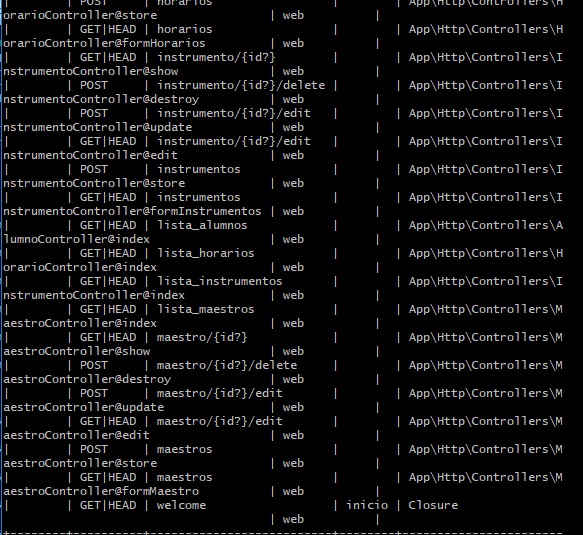 |        | POST     | horarios                  |        | App\Http\Controllers\H
orarioController@store                | web          |
|        | GET|HEAD | horarios                  |        | App\Http\Controllers\H
orarioController@formHorarios         | web          |
|        | GET|HEAD | instrumento/{id?}         |        | App\Http\Controllers\I
nstrumentoController@show             | web          |
|        | POST     | instrumento/{id?}/delete  |        | App\Http\Controllers\I
nstrumentoController@destroy          | web          |
|        | POST     | instrumento/{id?}/edit    |        | App\Http\Controllers\I
nstrumentoController@update           | web          |
|        | GET|HEAD | instrumento/{id?}/edit    |        | App\Http\Controllers\I
nstrumentoController@edit             | web          |
|        | POST     | instrumentos              |        | App\Http\Controllers\I
nstrumentoController@store            | web          |
|        | GET|HEAD | instrumentos              |        | App\Http\Controllers\I
nstrumentoController@formInstrumentos | web          |
|        | GET|HEAD | lista_alumnos             |        | App\Http\Controllers\A
lumnoController@index                 | web          |
|        | GET|HEAD | lista_horarios            |        | App\Http\Controllers\H
orarioController@index                | web          |
|        | GET|HEAD | lista_instrumentos        |        | App\Http\Controllers\I
nstrumentoController@index            | web          |
|        | GET|HEAD | lista_maestros            |        | App\Http\Controllers\M
aestroController@index                | web          |
|        | GET|HEAD | maestro/{id?}             |        | App\Http\Controllers\M
aestroController@show                 | web          |
|        | POST     | maestro/{id?}/delete      |        | App\Http\Controllers\M
aestroController@destroy              | web          |
|        | POST     | maestro/{id?}/edit        |        | App\Http\Controllers\M
aestroController@update               | web          |
|        | GET|HEAD | maestro/{id?}/edit        |        | App\Http\Controllers\M
aestroController@edit                 | web          |
|        | POST     | maestros                  |        | App\Http\Controllers\M
aestroController@store                | web          |
|        | GET|HEAD | maestros                  |        | App\Http\Controllers\M
aestroController@formMaestro          | web          |
|        | GET|HEAD | welcome                   | inicio | Closure
                                      | web          |
+--------+----------+---------------------------+--------+-----------------------